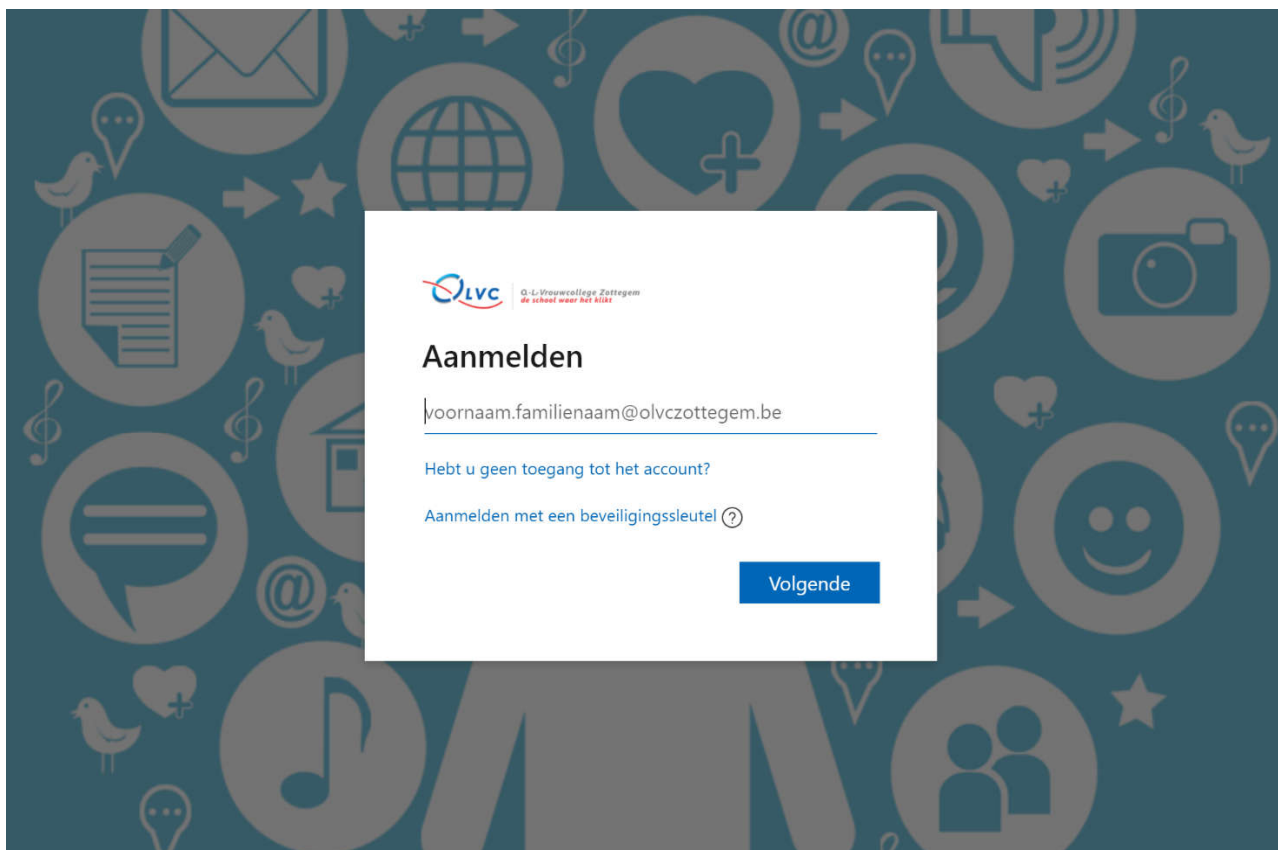 OLVC
O.-L.-Vrouwcollege Zottegem
de school waar het klikt
Aanmelden
voornaam.familienaam@olvczottegem.be
Hebt u geen toegang tot het account?
Aanmelden met een beveiligingssleutel ?
Volgende